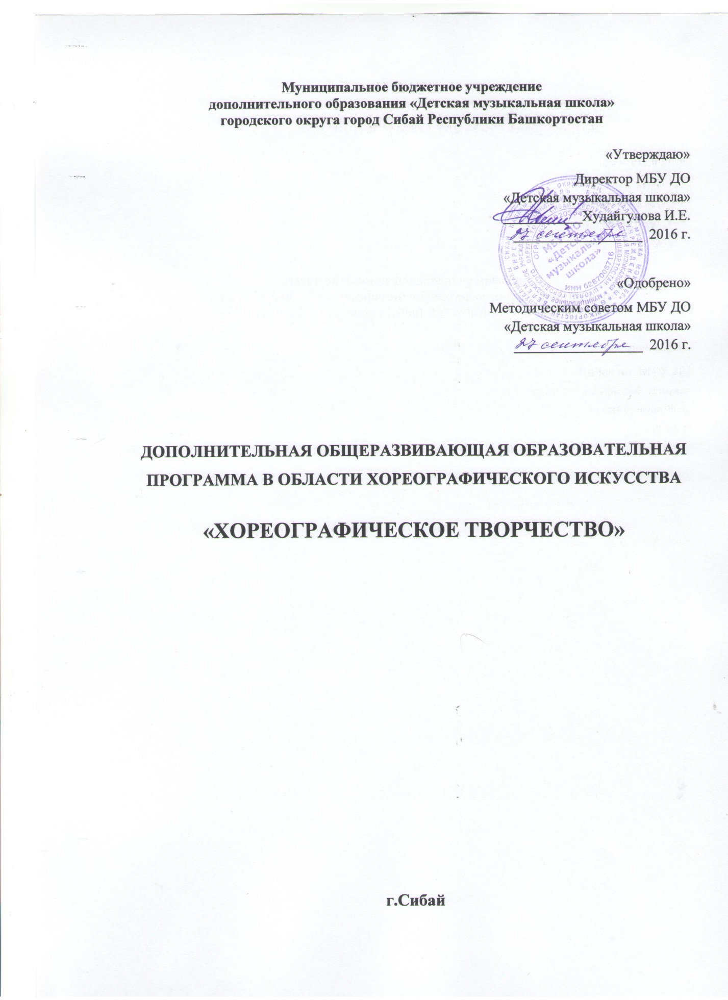 Муниципальное бюджетное учреждение
дополнительного образования «Детская музыкальная школа»
городского округа город Сибай Республики Башкортостан
«Утверждаю»
Директор МБУ ДО
«Детская музыкальная школа»
Худайгулова И.Е.
27 сентября 2016 г.
МБУ ДО
«Детская
музыкальная
школа»
ИНН 0267008716
«Одобрено»
Методическим советом МБУ ДО
«Детская музыкальная школа»
27 сентября 2016 г.
ДОПОЛНИТЕЛЬНАЯ ОБЩЕРАЗВИВАЮЩАЯ ОБРАЗОВАТЕЛЬНАЯ
ПРОГРАММА В ОБЛАСТИ ХОРЕОГРАФИЧЕСКОГО ИСКУССТВА
«ХОРЕОГРАФИЧЕСКОЕ ТВОРЧЕСТВО»
г.Сибай